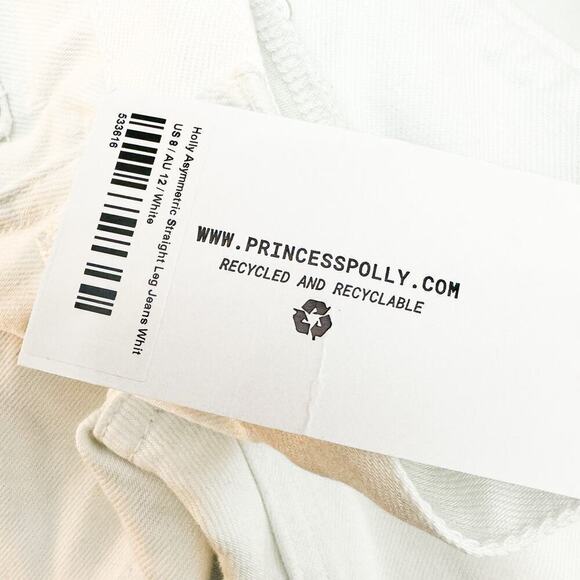 Holly Asymmetric Straight Leg Jeans Whit
US 8 / AU 12 / White
533616
WWW.PRINCESSPOLLY.COM
RECYCLED AND RECYCLABLE